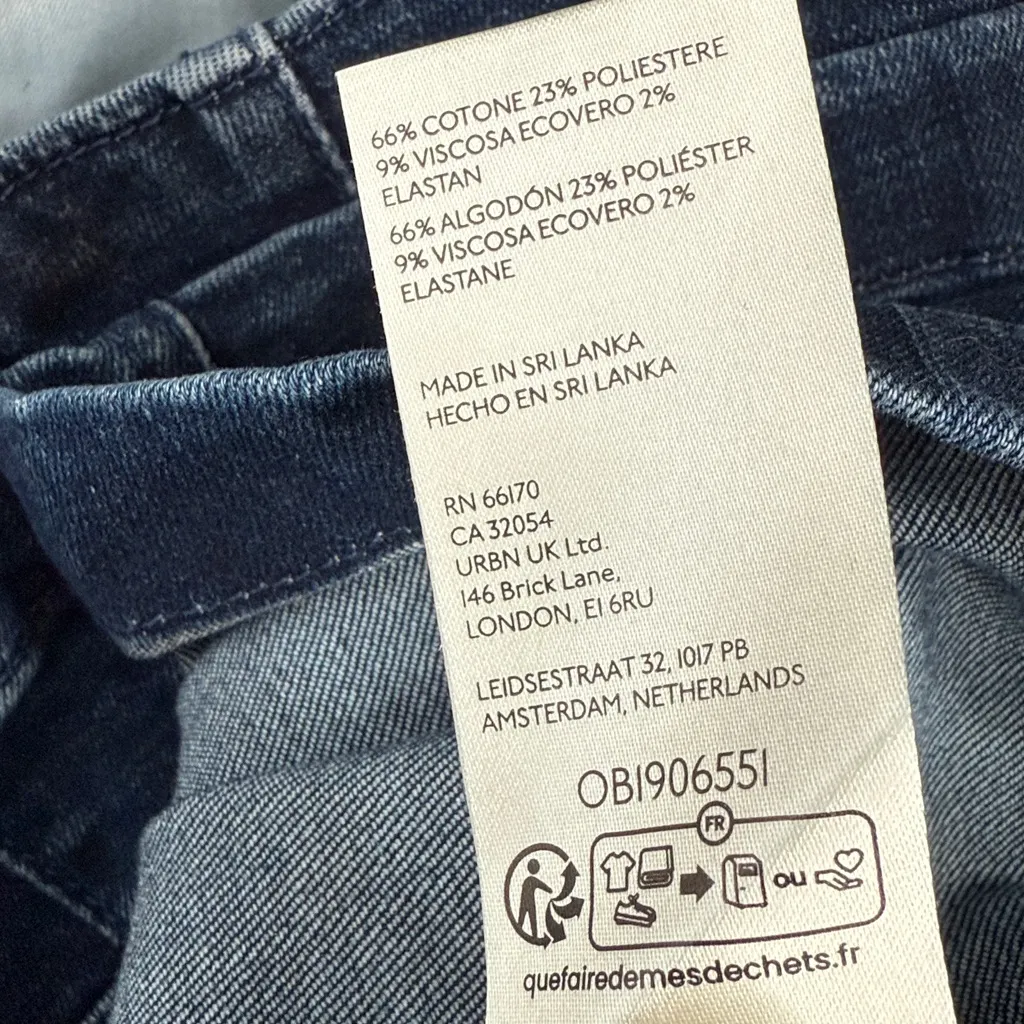 66% COTONE 23% POLIESTERE
9% VISCOSA ECOVERO 2%
ELASTAN
66% ALGODÓN 23% POLIÉSTER
9% VISCOSA ECOVERO 2%
ELASTANE
MADE IN SRI LANKA
HECHO EN SRI LANKA
RN 66170
CA 32054
URBN UK Ltd.
146 Brick Lane,
LONDON, E1 6RU
LEIDSESTRAAT 32, 1017 PB
AMSTERDAM, NETHERLANDS
OB1906551
FR
ou
quefairedemesdechets.fr